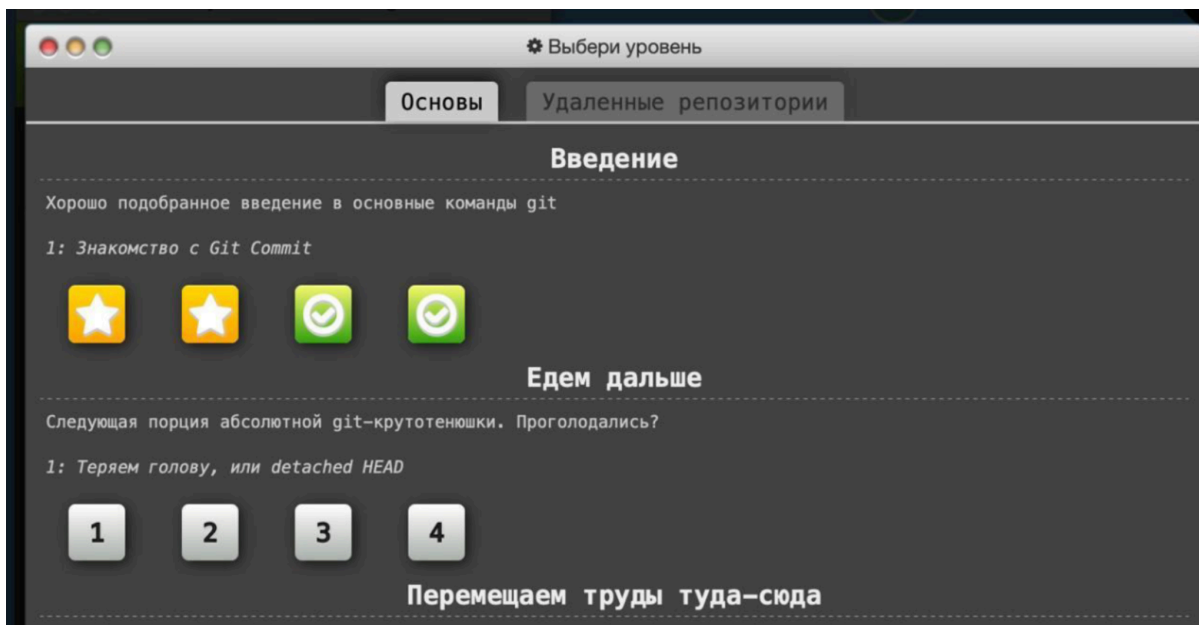 Выбери уровень
Основы
Удаленные репозитории
Введение
Хорошо подобранное введение в основные команды git
1: Знакомство с Git Commit
Едем дальше
Следующая порция абсолютной git-крутотенюшки. Проголодались?
1: Теряем голову, или detached HEAD
1 2 3 4
Перемещаем труды туда-сюда